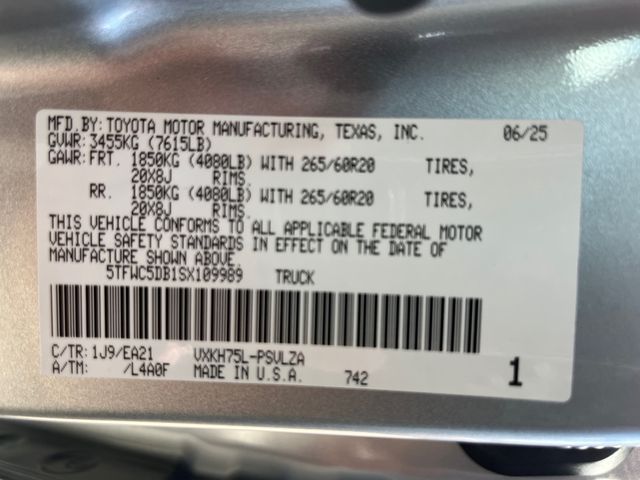 MFD.BY: TOYOTA MOTOR MANUFACTURING, TEXAS, INC. 06/25
GVWR: 3455KG (7615LB)
GAWR: FRT. 1850KG (4080LB) WITH 265/60R20 TIRES,
20X8J RIMS.
RR. 1850KG (4080LB) WITH 265/60R20 TIRES,
20X8J RIMS.
THIS VEHICLE CONFORMS TO ALL APPLICABLE FEDERAL MOTOR
VEHICLE SAFETY STANDARDS IN EFFECT ON THE DATE OF
MANUFACTURE SHOWN ABOVE.
5TFWC5DB1SX109989 TRUCK
C/TR: 1J9/EA21 VXKH75L-PSVLZA
A/TM: /L4A0F MADE IN U.S.A. 742 1